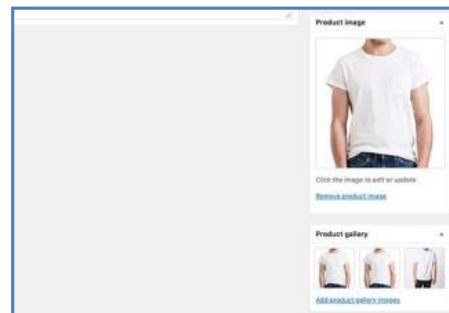 Product image
Click the image to edit or update
Remove product image
Product gallery
Add product gallery images